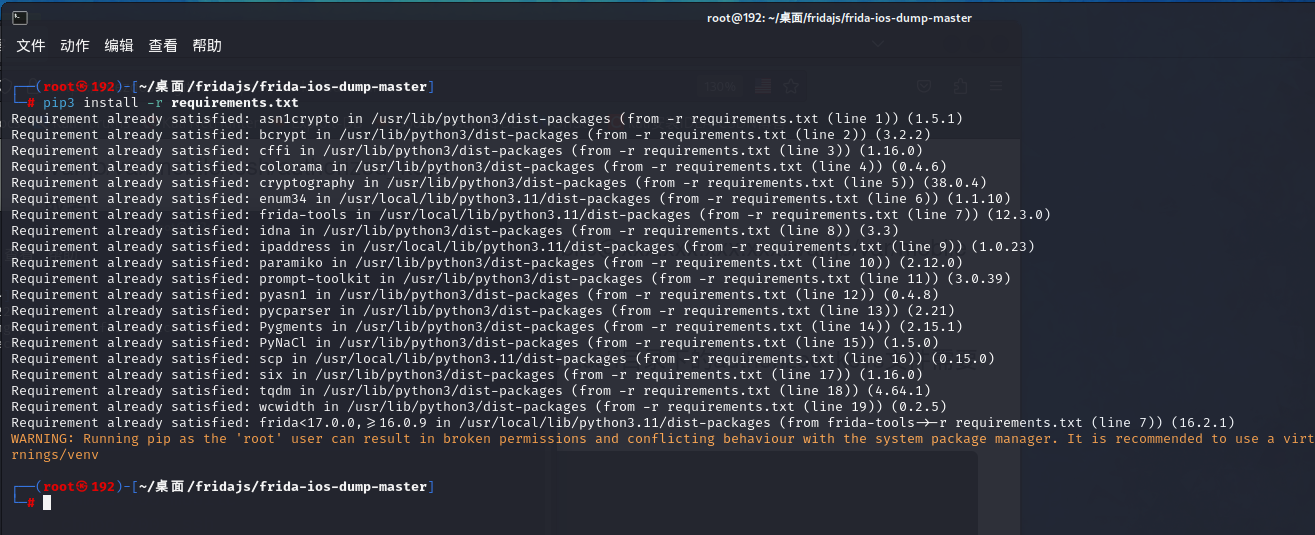 root@192: ~/桌面/fridajs/frida-ios-dump-master
文件 动作 编辑 查看 帮助
┌──(root㉿192)-[~/桌面/fridajs/frida-ios-dump-master]
└─# pip3 install -r requirements.txt
Requirement already satisfied: asn1crypto in /usr/lib/python3/dist-packages (from -r requirements.txt (line 1)) (1.5.1)
Requirement already satisfied: bcrypt in /usr/lib/python3/dist-packages (from -r requirements.txt (line 2)) (3.2.2)
Requirement already satisfied: cffi in /usr/lib/python3/dist-packages (from -r requirements.txt (line 3)) (1.16.0)
Requirement already satisfied: colorama in /usr/lib/python3/dist-packages (from -r requirements.txt (line 4)) (0.4.6)
Requirement already satisfied: cryptography in /usr/lib/python3/dist-packages (from -r requirements.txt (line 5)) (38.0.4)
Requirement already satisfied: enum34 in /usr/local/lib/python3.11/dist-packages (from -r requirements.txt (line 6)) (1.1.10)
Requirement already satisfied: frida-tools in /usr/local/lib/python3.11/dist-packages (from -r requirements.txt (line 7)) (12.3.0)
Requirement already satisfied: idna in /usr/lib/python3/dist-packages (from -r requirements.txt (line 8)) (3.3)
Requirement already satisfied: ipaddress in /usr/local/lib/python3.11/dist-packages (from -r requirements.txt (line 9)) (1.0.23)
Requirement already satisfied: paramiko in /usr/lib/python3/dist-packages (from -r requirements.txt (line 10)) (2.12.0)
Requirement already satisfied: prompt-toolkit in /usr/lib/python3/dist-packages (from -r requirements.txt (line 11)) (3.0.39)
Requirement already satisfied: pyasn1 in /usr/lib/python3/dist-packages (from -r requirements.txt (line 12)) (0.4.8)
Requirement already satisfied: pycparser in /usr/lib/python3/dist-packages (from -r requirements.txt (line 13)) (2.21)
Requirement already satisfied: Pygments in /usr/lib/python3/dist-packages (from -r requirements.txt (line 14)) (2.15.1)
Requirement already satisfied: PyNaCl in /usr/lib/python3/dist-packages (from -r requirements.txt (line 15)) (1.5.0)
Requirement already satisfied: scp in /usr/local/lib/python3.11/dist-packages (from -r requirements.txt (line 16)) (0.15.0)
Requirement already satisfied: six in /usr/lib/python3/dist-packages (from -r requirements.txt (line 17)) (1.16.0)
Requirement already satisfied: tqdm in /usr/lib/python3/dist-packages (from -r requirements.txt (line 18)) (4.64.1)
Requirement already satisfied: wcwidth in /usr/lib/python3/dist-packages (from -r requirements.txt (line 19)) (0.2.5)
Requirement already satisfied: frida<17.0.0,>=16.0.9 in /usr/local/lib/python3.11/dist-packages (from frida-tools->-r requirements.txt (line 7)) (16.2.1)
WARNING: Running pip as the 'root' user can result in broken permissions and conflicting behaviour with the system package manager. It is recommended to use a virt
rnings/venv
┌──(root㉿192)-[~/桌面/fridajs/frida-ios-dump-master]
└─#